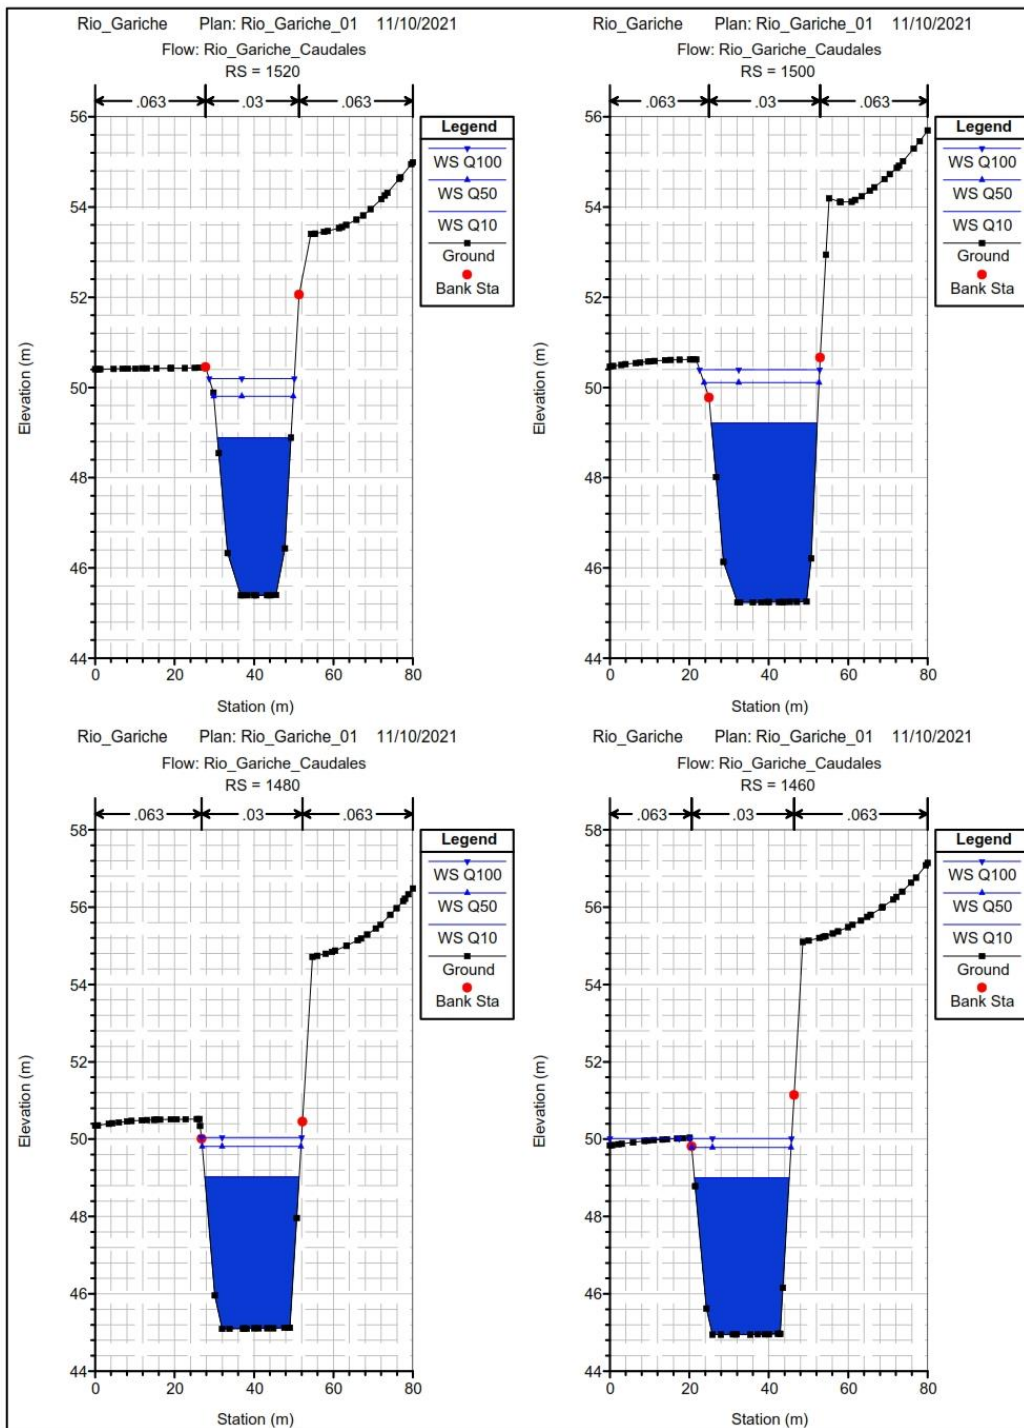 Rio_Gariche Plan: Rio_Gariche_01 11/10/2021
Flow: Rio_Gariche_Caudales
RS = 1520
.063 .03 .063
56
54
52
50
48
46
44
0 20 40 60 80
Elevation (m)
Station (m)
Legend
WS Q100
WS Q50
WS Q10
Ground
Bank Sta
Rio_Gariche Plan: Rio_Gariche_01 11/10/2021
Flow: Rio_Gariche_Caudales
RS = 1500
.063 .03 .063
56
54
52
50
48
46
44
0 20 40 60 80
Elevation (m)
Station (m)
Legend
WS Q100
WS Q50
WS Q10
Ground
Bank Sta
Rio_Gariche Plan: Rio_Gariche_01 11/10/2021
Flow: Rio_Gariche_Caudales
RS = 1480
.063 .03 .063
58
56
54
52
50
48
46
44
0 20 40 60 80
Elevation (m)
Station (m)
Legend
WS Q100
WS Q50
WS Q10
Ground
Bank Sta
Rio_Gariche Plan: Rio_Gariche_01 11/10/2021
Flow: Rio_Gariche_Caudales
RS = 1460
.063 .03 .063
58
56
54
52
50
48
46
44
0 20 40 60 80
Elevation (m)
Station (m)
Legend
WS Q100
WS Q50
WS Q10
Ground
Bank Sta